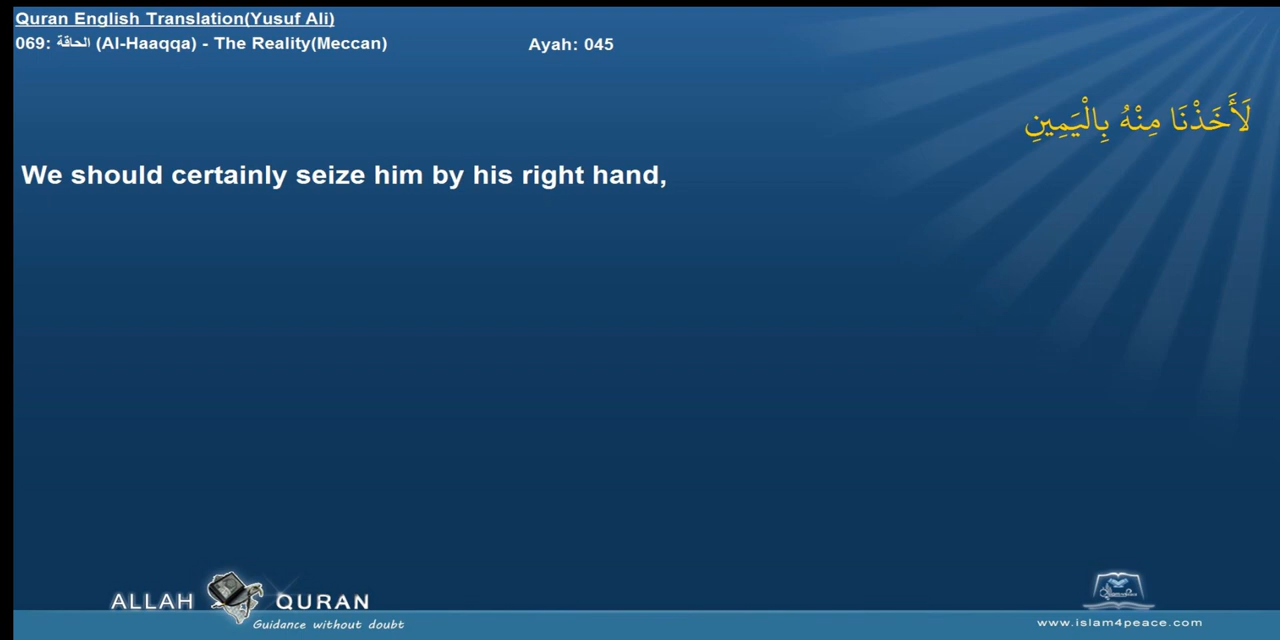 Quran English Translation(Yusuf Ali)
069: الحاقة (Al-Haaqqa) - The Reality(Meccan) Ayah: 045
لَأَخَذْنَا مِنْهُ بِالْيَمِينِ
We should certainly seize him by his right hand,
ALLAH QURAN
Guidance without doubt
www.islam4peace.com